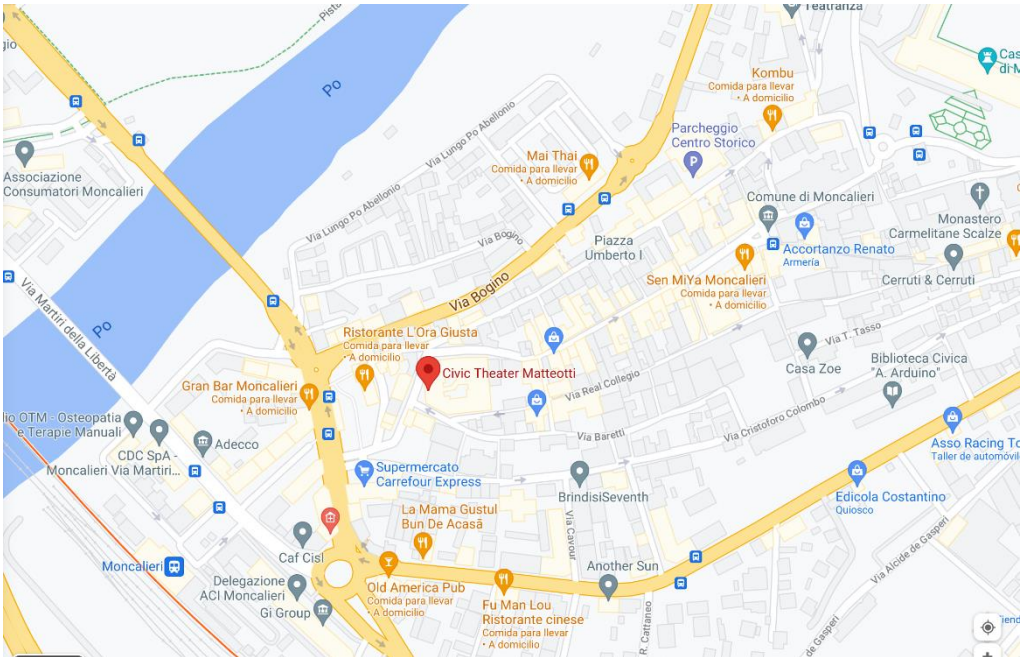 Teatranza
Pista
gio
Cas
di M
Kombu
Comida para llevar
• A domicilio
Po
Parcheggio
Centro Storico
Via Lungo Po Abellonio
Mai Thai
Comida para llevar
• A domicilio
Associazione
Consumatori Moncalieri
Via Lungo Po Abellonio
Comune di Moncalieri
Monastero
Carmelitane Scalze
Via Bogino
Piazza
Umberto I
Accortanzo Renato
Armería
Sen MiYa Moncalieri
Comida para llevar
• A domicilio
Cerruti & Cerruti
Via Bogino
Po
Via Martiri della Libertà
Ristorante L'Ora Giusta
Comida para llevar
• A domicilio
Via T. Tasso
Civic Theater Matteotti
Casa Zoe
Biblioteca Civica
"A. Arduino"
Gran Bar Moncalieri
Comida para llevar
• A domicilio
Via Real Collegio
lio OTM - Osteopatia
e Terapie Manuali
Adecco
Via Baretti
Via Cristoforo Colombo
CDC SpA -
Moncalieri Via Martiri...
Asso Racing To
Taller de automóvile
Supermercato
Carrefour Express
BrindisiSeventh
Edicola Costantino
Quiosco
La Mama Gustul
Bun De Acasă
Via Cavour
Caf Cisl
Moncalieri
Another Sun
Via Alcide de Gasperi
Delegazione
ACI Moncalieri
Old America Pub
Comida para llevar
• A domicilio
Gi Group
Fu Man Lou
Ristorante cinese
Comida para llevar
• A domicilio
R. Cattaneo
de Gasperi
iend